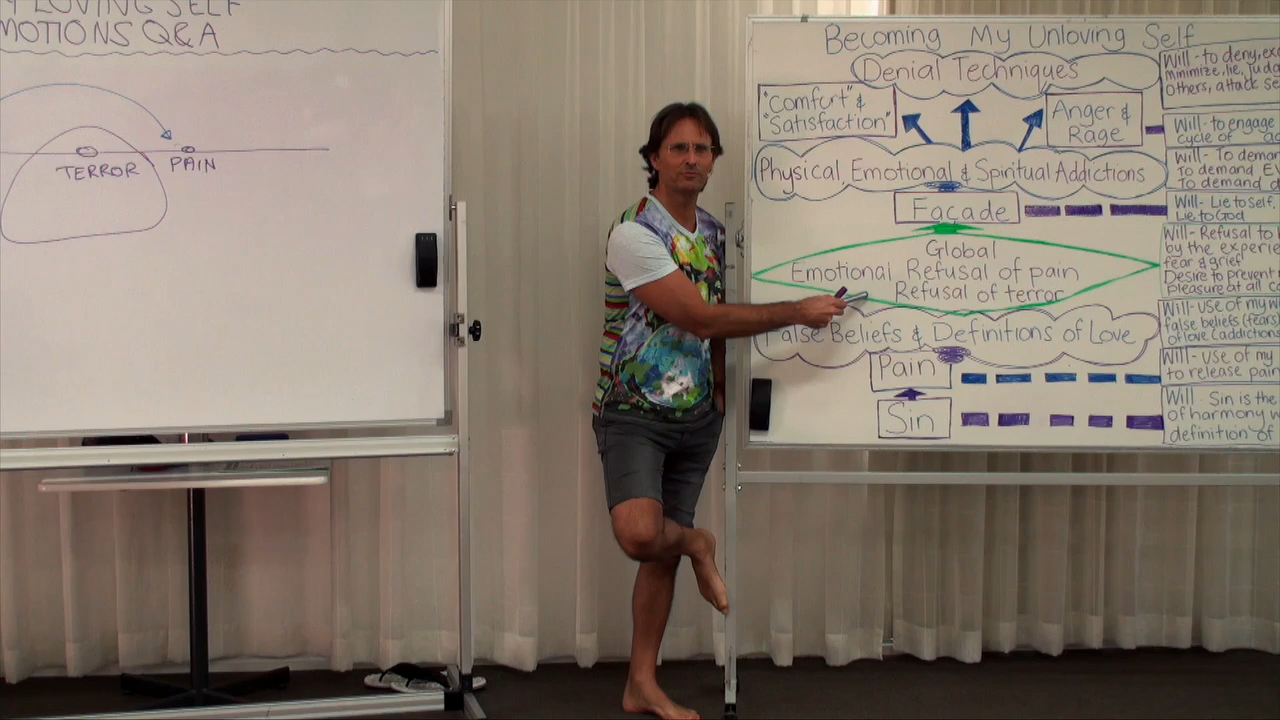 LOVING SELF
MOTIONS Q&A
TERROR
PAIN
Becoming My Unloving Self
Denial Techniques
"Comfort" &
"Satisfaction"
Anger &
Rage
Physical, Emotional & Spiritual Addictions
Façade
Global
Emotional Refusal of pain
Refusal of terror
False Beliefs & Definitions of Love
Pain
Sin
Will - to deny,
minimize, lie, jud
others, attack se
Will - to engage
cycle of
Will - To deman
To demand EV
To demand
Will - Lie to Self,
Lie to God
Will - Refusal to
by the experie
fear & grief
Desire to prevent
pleasure at all c
Will - use of my w
false beliefs (fears)
of love (addictions
Will - use of my
to release pain
Will - Sin is the
of harmony w
definition of